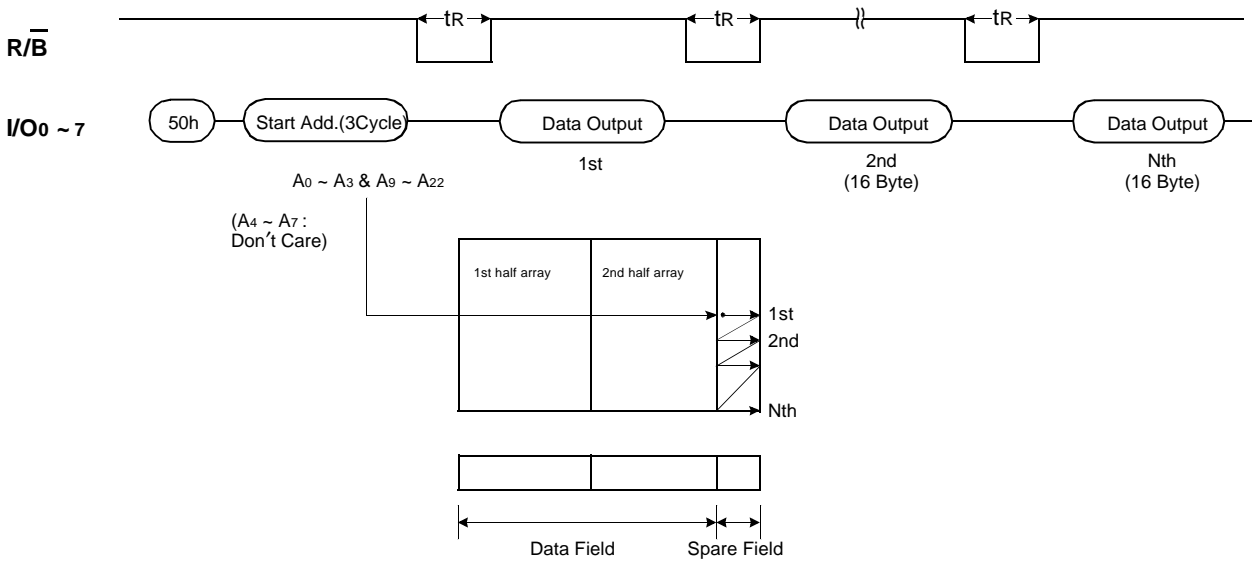 tR tR tR
R/B
I/O0 ~ 7
50h Start Add.(3Cycle) Data Output Data Output Data Output
1st 2nd Nth
(16 Byte) (16 Byte)
A0 ~ A3 & A9 ~ A22
(A4 ~ A7 :
Don't Care)
1st half array 2nd half array
1st
2nd
Nth
Data Field Spare Field